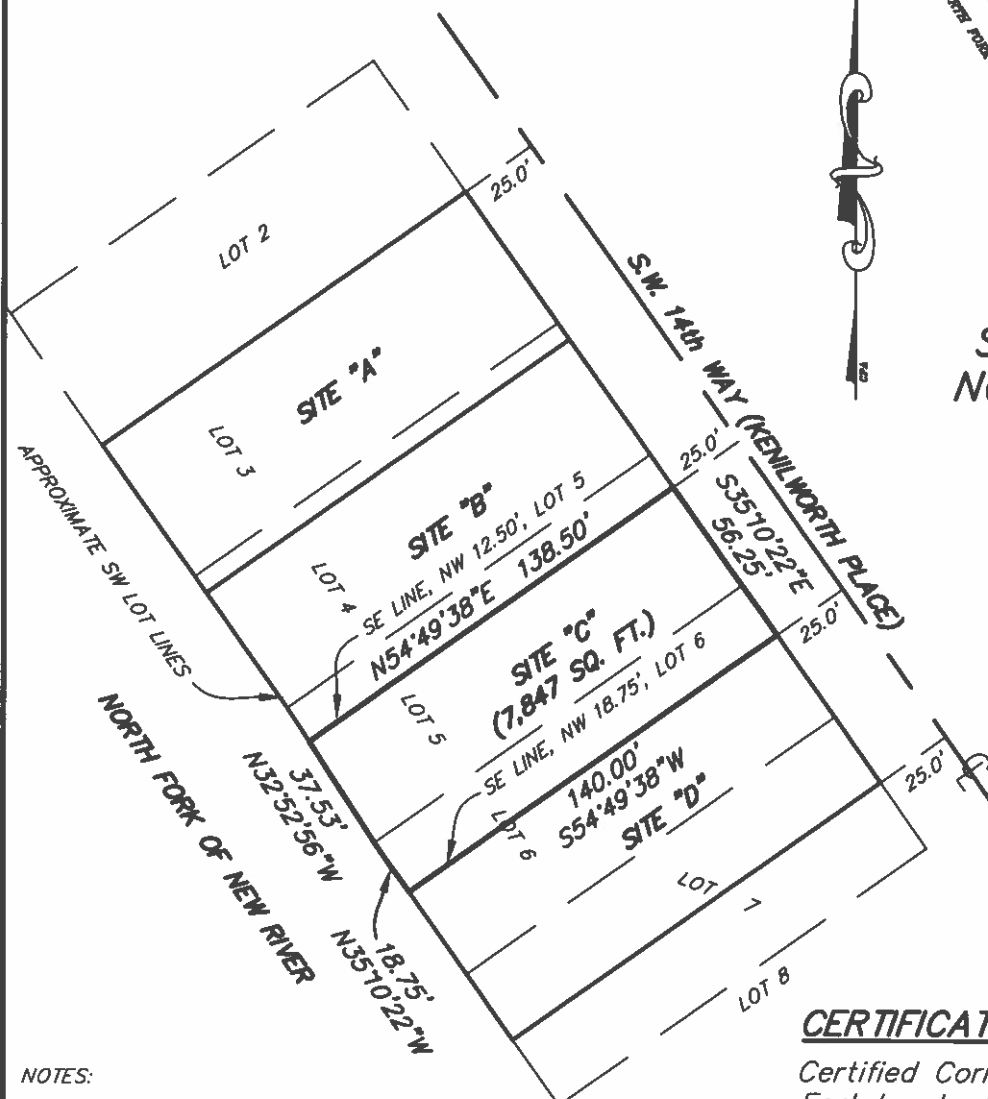 25.0'
LOT 2
S.W. 14th WAY (KENILWORTH PLACE)
SITE "A"
LOT 3
25.0'
S35°10'22"E
56.25'
APPROXIMATE SW LOT LINES
SITE "B"
LOT 4
SE LINE, NW 12.50', LOT 5
N54°49'38"E 138.50'
SITE "C"
(7,847 SQ. FT.)
LOT 5
SE LINE, NW 18.75', LOT 6
25.0'
NORTH FORK OF NEW RIVER
37.53'
N32°52'56"W
140.00'
S54°49'38"W
LOT 6
SITE "D"
25.0'
LOT 7
18.75'
N35°10'22"W
LOT 8
NOTES:
CERTIFICAT
Certified Corr